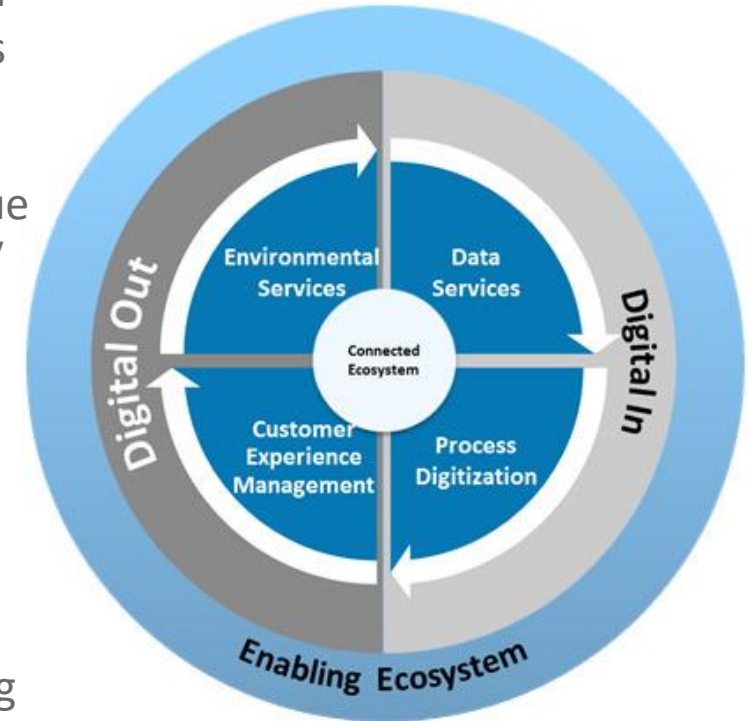 Environmental
Services
Data
Services
Digital Out
Connected
Ecosystem
Digital In
Customer
Experience
Management
Process
Digitization
Enabling Ecosystem